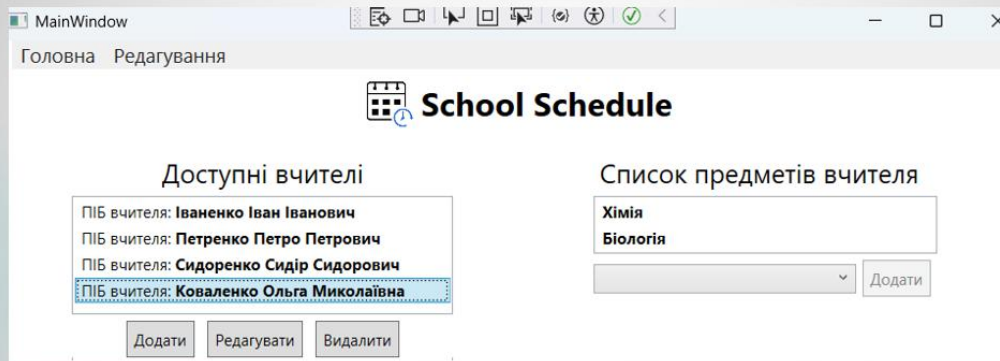 MainWindow
Головна Редагування
School Schedule
Доступні вчителі
ПІБ вчителя: Іваненко Іван Іванович
ПІБ вчителя: Петренко Петро Петрович
ПІБ вчителя: Сидоренко Сидір Сидорович
ПІБ вчителя: Коваленко Ольга Миколаївна
Додати Редагувати Видалити
Список предметів вчителя
Хімія
Біологія
Додати